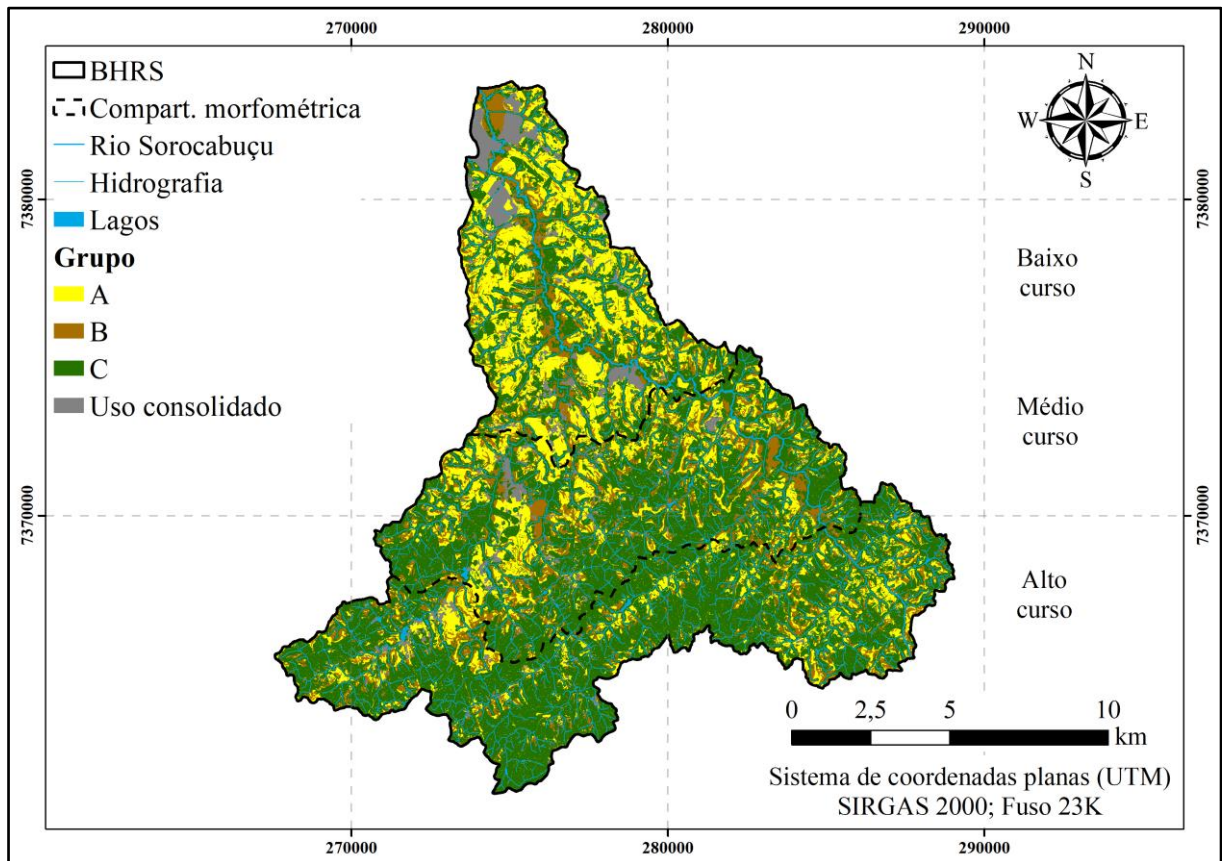 270000
280000
290000
BHRS
Compart. morfométrica
Rio Sorocabuçu
Hidrografia
Lagos
Grupo
A
B
C
Uso consolidado
N
W
E
S
7380000
7380000
Baixo
curso
Médio
curso
7370000
7370000
Alto
curso
0
2,5
5
10
km
Sistema de coordenadas planas (UTM)
SIRGAS 2000; Fuso 23K
270000
280000
290000